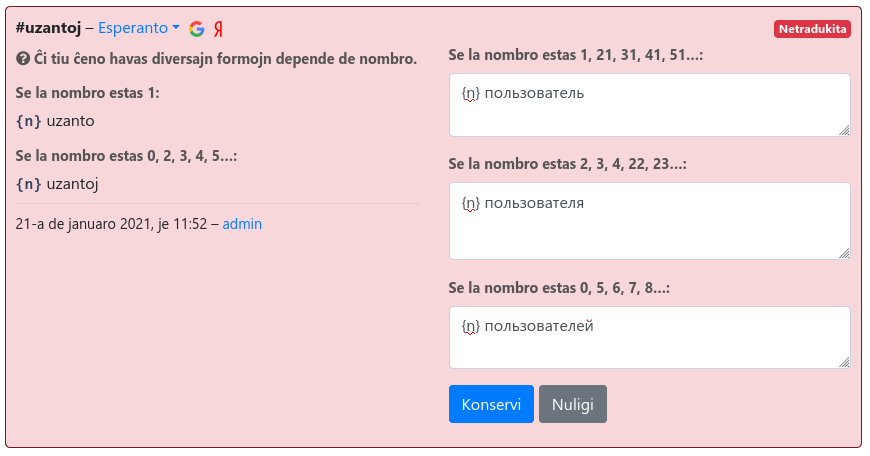 #uzantoj – Esperanto
Netradukita
Ĉi tiu ĉeno havas diversajn formojn depende de nombro.
Se la nombro estas 1:
{n} uzanto
Se la nombro estas 0, 2, 3, 4, 5...:
{n} uzantoj
21-a de januaro 2021, je 11:52 – admin
Se la nombro estas 1, 21, 31, 41, 51...:
{n} пользователь
Se la nombro estas 2, 3, 4, 22, 23...:
{n} пользователя
Se la nombro estas 0, 5, 6, 7, 8...:
{n} пользователей
Konservi Nuligi